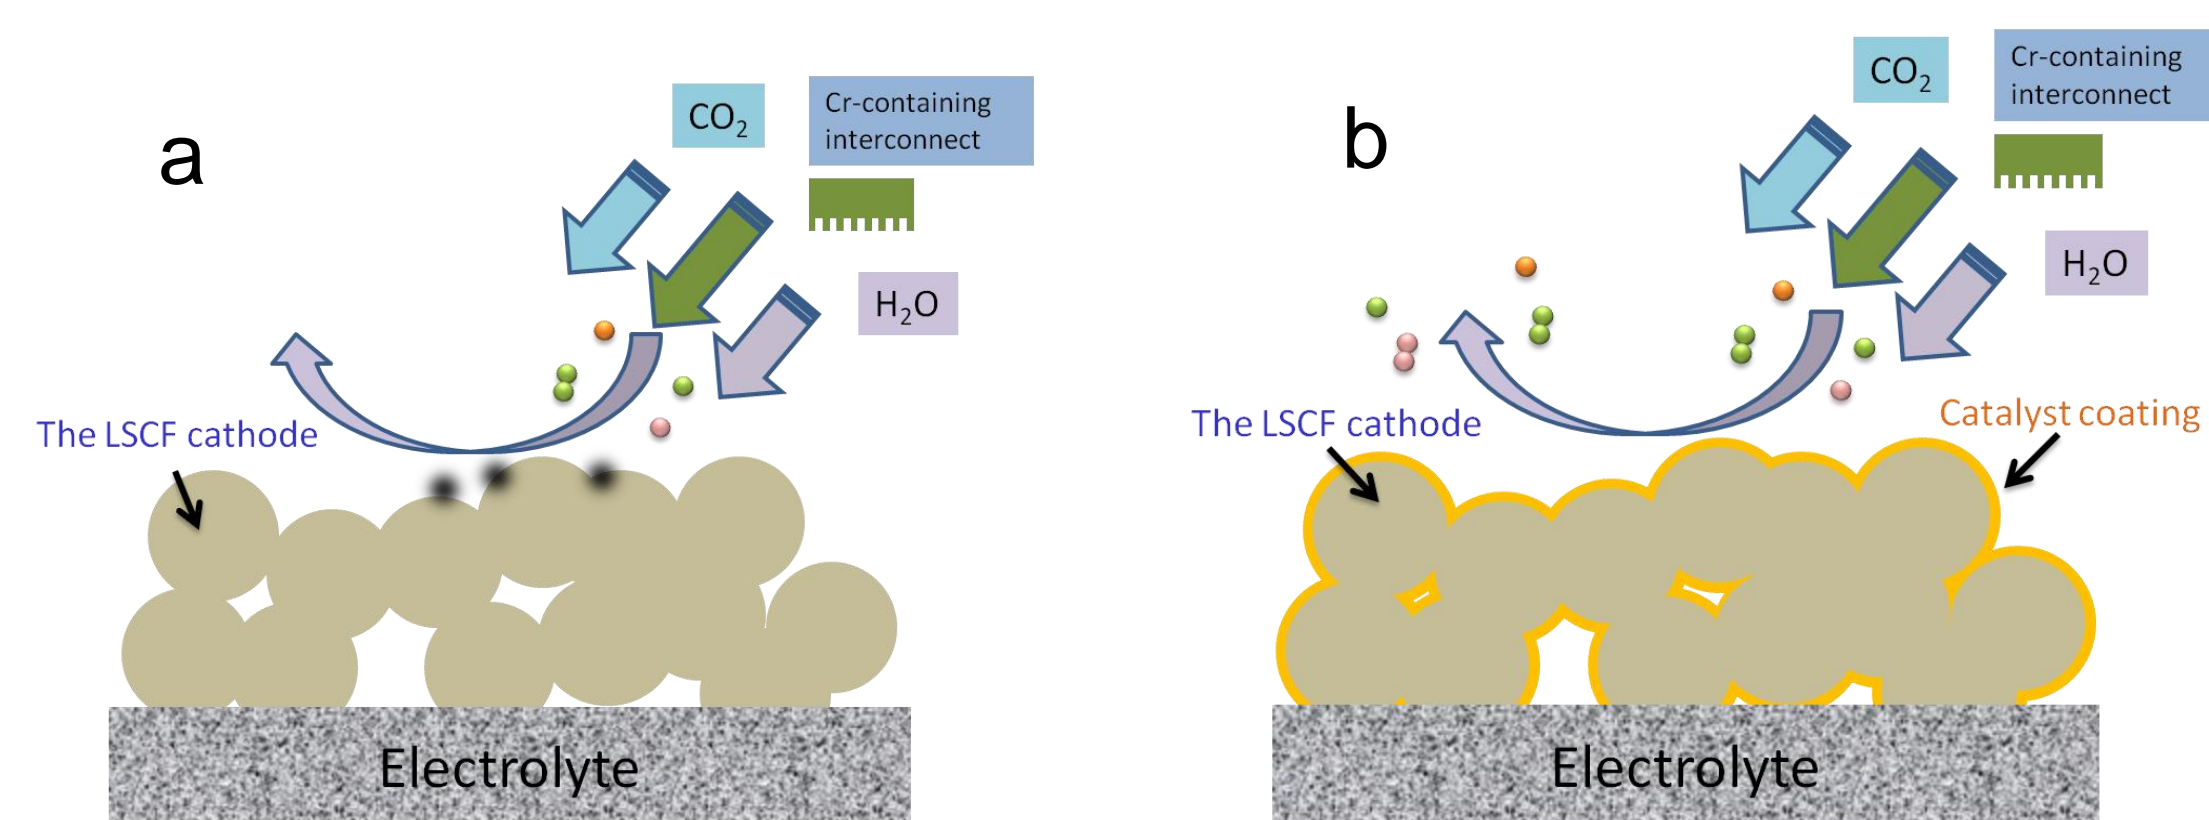 a
CO₂
Cr-containing
interconnect
H₂O
The LSCF cathode
Electrolyte
b
CO₂
Cr-containing
interconnect
H₂O
The LSCF cathode
Catalyst coating
Electrolyte